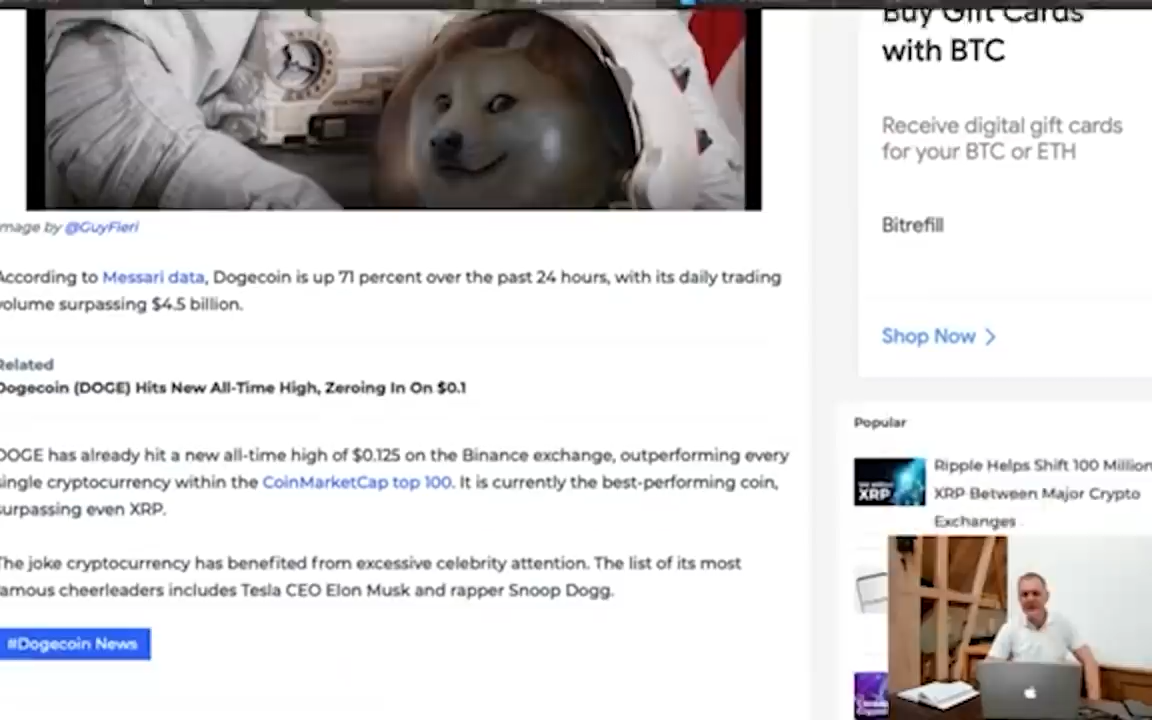 Buy Gift Cards
with BTC
Receive digital gift cards
for your BTC or ETH
Bitrefill
Shop Now
mage by @GuyFieri
According to Messari data, Dogecoin is up 71 percent over the past 24 hours, with its daily trading
volume surpassing $4.5 billion.
Related
Dogecoin (DOGE) Hits New All-Time High, Zeroing In On $0.1
DOGE has already hit a new all-time high of $0.125 on the Binance exchange, outperforming every
single cryptocurrency within the CoinMarketCap top 100. It is currently the best-performing coin,
surpassing even XRP.
The joke cryptocurrency has benefited from excessive celebrity attention. The list of its most
famous cheerleaders includes Tesla CEO Elon Musk and rapper Snoop Dogg.
#Dogecoin News
Popular
XRP
Ripple Helps Shift 100 Million
XRP Between Major Crypto
Exchanges